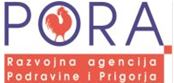 PORA
Razvojna agencija
Podravine i Prigorja